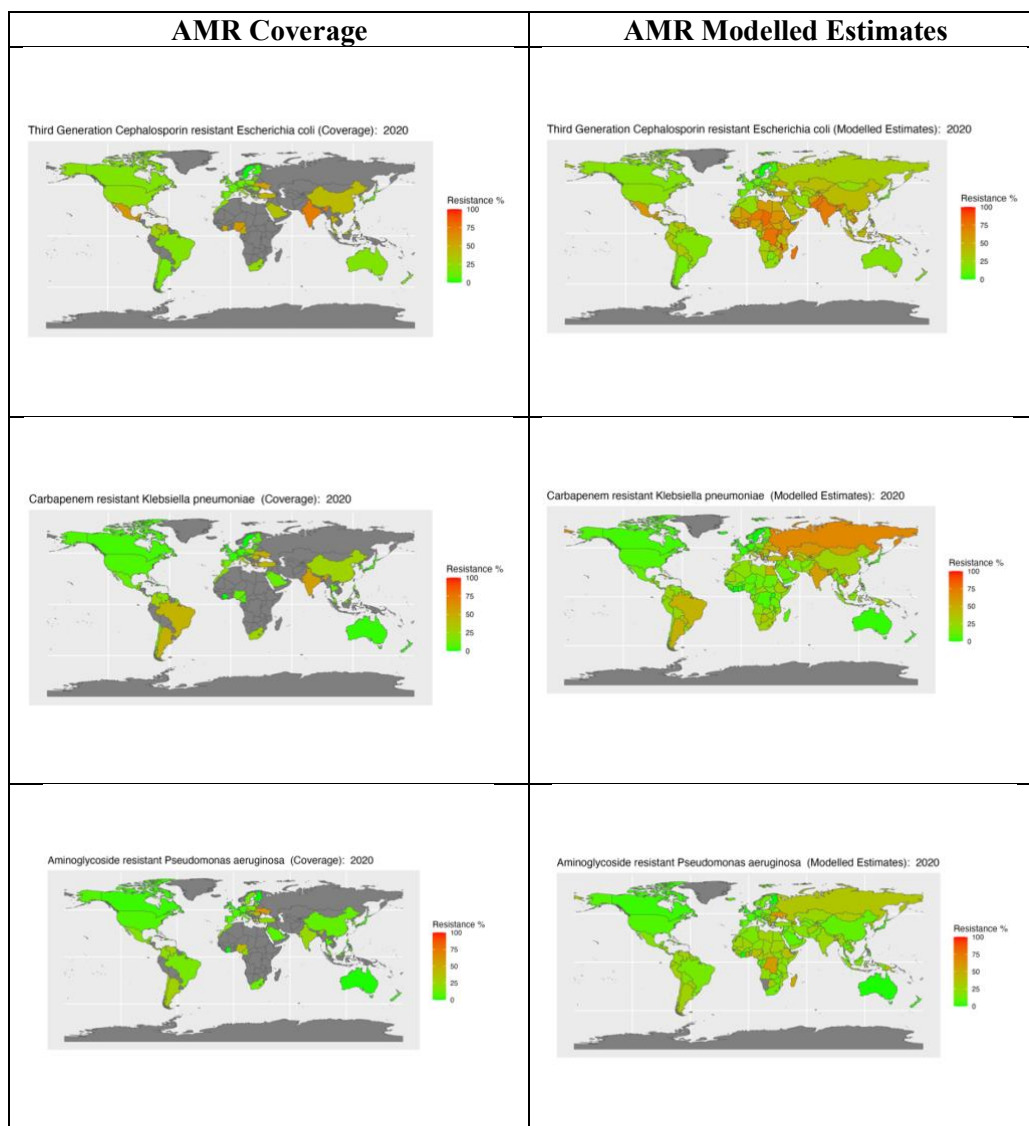 AMR Coverage
AMR Modelled Estimates
Third Generation Cephalosporin resistant Escherichia coli (Coverage): 2020
Resistance %
100
75
50
25
0
Third Generation Cephalosporin resistant Escherichia coli (Modelled Estimates): 2020
Resistance %
100
75
50
25
0
Carbapenem resistant Klebsiella pneumoniae (Coverage): 2020
Resistance %
100
75
50
25
0
Carbapenem resistant Klebsiella pneumoniae (Modelled Estimates): 2020
Resistance %
100
75
50
25
0
Aminoglycoside resistant Pseudomonas aeruginosa (Coverage): 2020
Resistance %
100
75
50
25
0
Aminoglycoside resistant Pseudomonas aeruginosa (Modelled Estimates): 2020
Resistance %
100
75
50
25
0